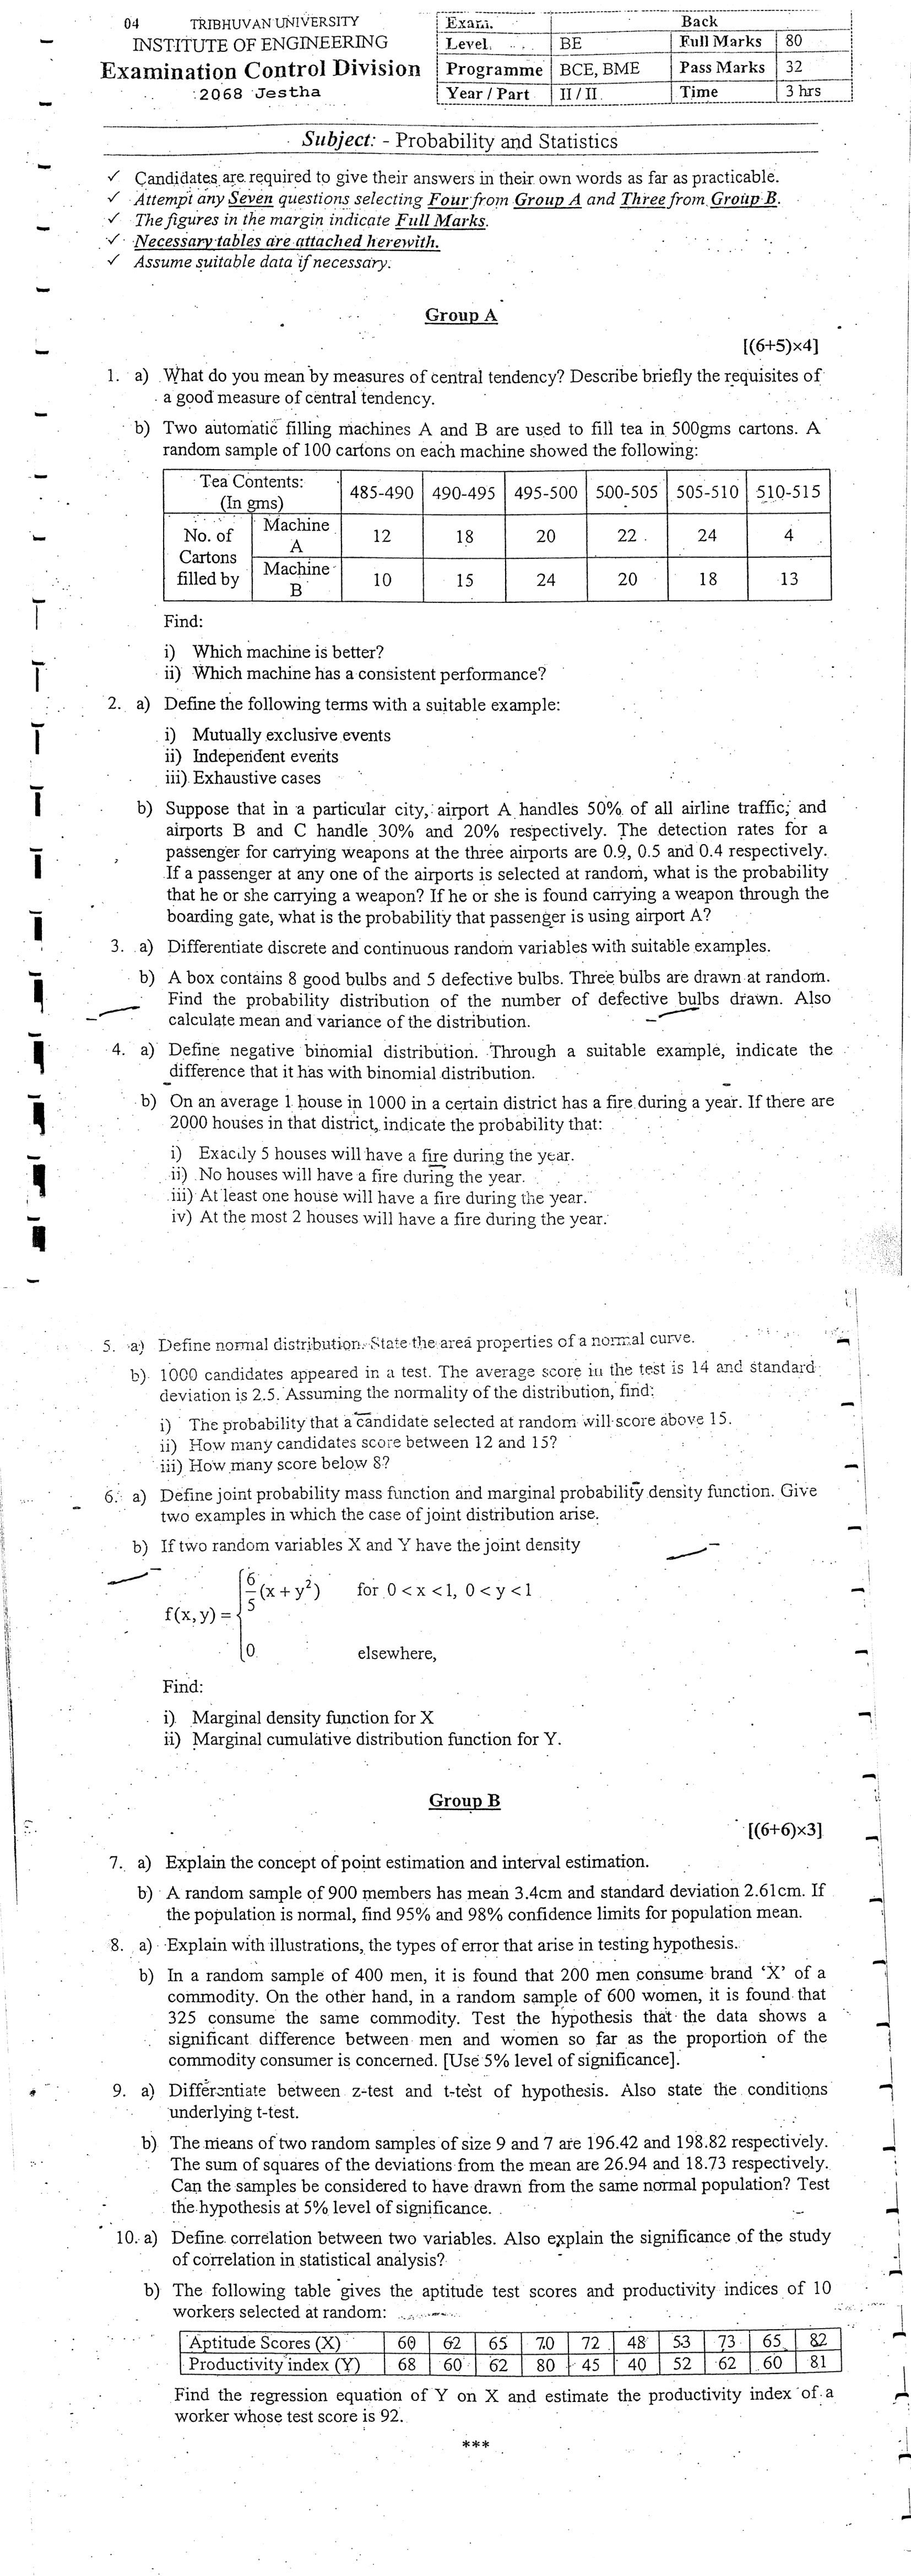 04 TRIBHUVAN UNIVERSITY
INSTITUTE OF ENGINEERING
Examination Control Division
2068 Jestha
Exam. Back
Level BE Full Marks 80
Programme BCE, BME Pass Marks 32
Year / Part II / II Time 3 hrs
Subject: - Probability and Statistics
✓ Candidates are required to give their answers in their own words as far as practicable.
✓ Attempt any Seven questions selecting Four from Group A and Three from Group B.
✓ The figures in the margin indicate Full Marks.
✓ Necessary tables are attached herewith.
✓ Assume suitable data if necessary.
Group A
[(6+5)×4]
1. a) What do you mean by measures of central tendency? Describe briefly the requisites of
a good measure of central tendency.
b) Two automatic filling machines A and B are used to fill tea in 500gms cartons. A
random sample of 100 cartons on each machine showed the following:
Tea Contents: (In gms) 485-490 490-495 495-500 500-505 505-510 510-515
No. of Cartons filled by Machine A 12 18 20 22 24 4
Machine B 10 15 24 20 18 13
Find:
i) Which machine is better?
ii) Which machine has a consistent performance?
2. a) Define the following terms with a suitable example:
i) Mutually exclusive events
ii) Independent events
iii) Exhaustive cases
b) Suppose that in a particular city, airport A handles 50% of all airline traffic, and
airports B and C handle 30% and 20% respectively. The detection rates for a
passenger for carrying weapons at the three airports are 0.9, 0.5 and 0.4 respectively.
If a passenger at any one of the airports is selected at random, what is the probability
that he or she carrying a weapon? If he or she is found carrying a weapon through the
boarding gate, what is the probability that passenger is using airport A?
3. a) Differentiate discrete and continuous random variables with suitable examples.
b) A box contains 8 good bulbs and 5 defective bulbs. Three bulbs are drawn at random.
Find the probability distribution of the number of defective bulbs drawn. Also
calculate mean and variance of the distribution.
4. a) Define negative binomial distribution. Through a suitable example, indicate the
difference that it has with binomial distribution.
b) On an average 1 house in 1000 in a certain district has a fire during a year. If there are
2000 houses in that district, indicate the probability that:
i) Exactly 5 houses will have a fire during the year.
ii) No houses will have a fire during the year.
iii) At least one house will have a fire during the year.
iv) At the most 2 houses will have a fire during the year.
5. a) Define normal distribution. State the area properties of a normal curve.
b) 1000 candidates appeared in a test. The average score in the test is 14 and standard
deviation is 2.5. Assuming the normality of the distribution, find:
i) The probability that a candidate selected at random will score above 15.
ii) How many candidates score between 12 and 15?
iii) How many score below 8?
6. a) Define joint probability mass function and marginal probability density function. Give
two examples in which the case of joint distribution arise.
b) If two random variables X and Y have the joint density
f(x, y) = { 6/5 (x + y²) for 0 < x < 1, 0 < y < 1
0 elsewhere,
Find:
i) Marginal density function for X
ii) Marginal cumulative distribution function for Y.
Group B
[(6+6)×3]
7. a) Explain the concept of point estimation and interval estimation.
b) A random sample of 900 members has mean 3.4cm and standard deviation 2.61cm. If
the population is normal, find 95% and 98% confidence limits for population mean.
8. a) Explain with illustrations, the types of error that arise in testing hypothesis.
b) In a random sample of 400 men, it is found that 200 men consume brand ‘X’ of a
commodity. On the other hand, in a random sample of 600 women, it is found that
325 consume the same commodity. Test the hypothesis that the data shows a
significant difference between men and women so far as the proportion of the
commodity consumer is concerned. [Use 5% level of significance].
9. a) Differentiate between z-test and t-test of hypothesis. Also state the conditions
underlying t-test.
b) The means of two random samples of size 9 and 7 are 196.42 and 198.82 respectively.
The sum of squares of the deviations from the mean are 26.94 and 18.73 respectively.
Can the samples be considered to have drawn from the same normal population? Test
the hypothesis at 5% level of significance.
10. a) Define correlation between two variables. Also explain the significance of the study
of correlation in statistical analysis?
b) The following table gives the aptitude test scores and productivity indices of 10
workers selected at random:
Aptitude Scores (X) 60 62 65 70 72 48 53 73 65 82
Productivity index (Y) 68 60 62 80 45 40 52 62 60 81
Find the regression equation of Y on X and estimate the productivity index of a
worker whose test score is 92.
***